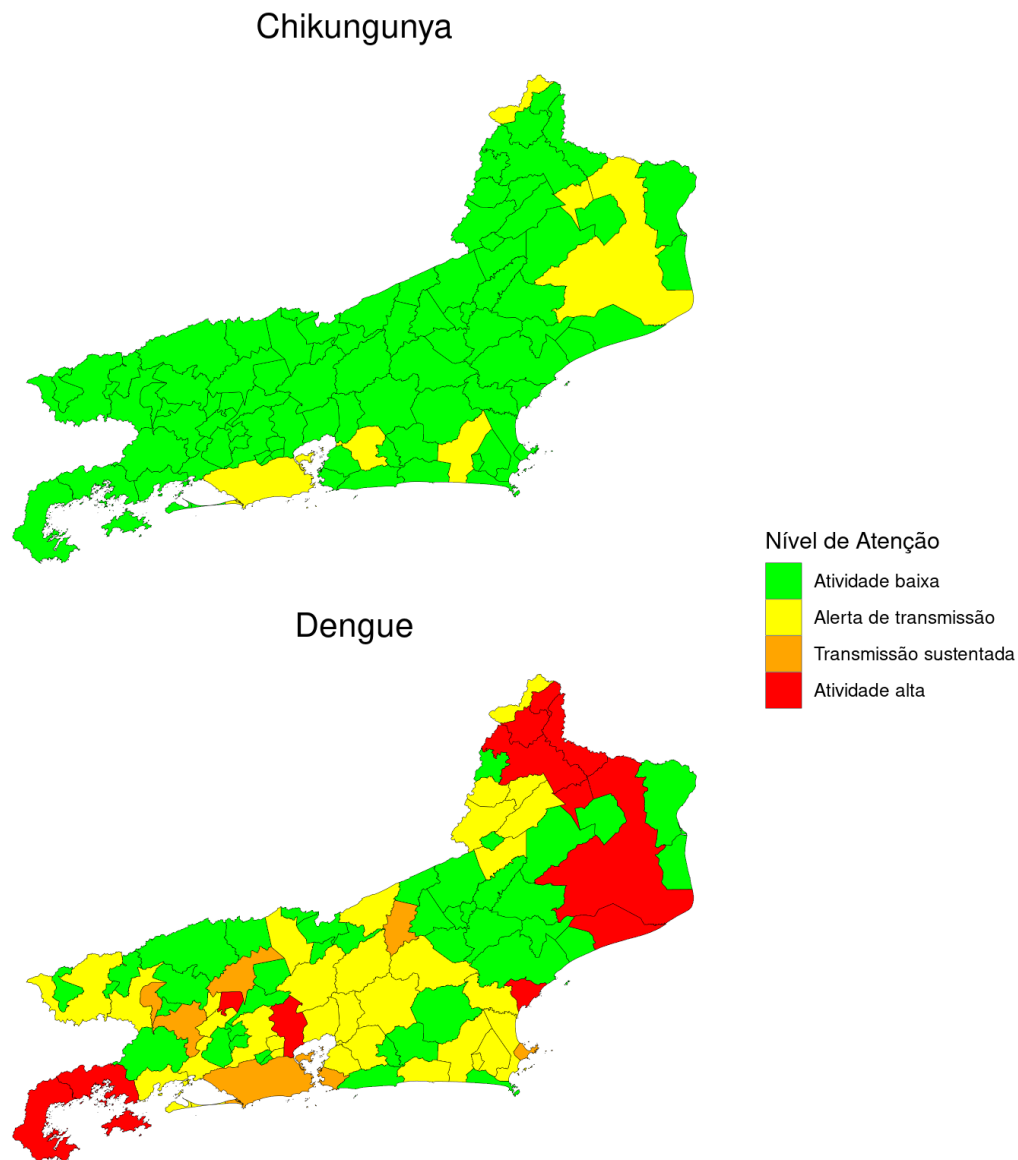 Chikungunya
Nível de Atenção
Atividade baixa
Alerta de transmissão
Transmissão sustentada
Atividade alta
Dengue